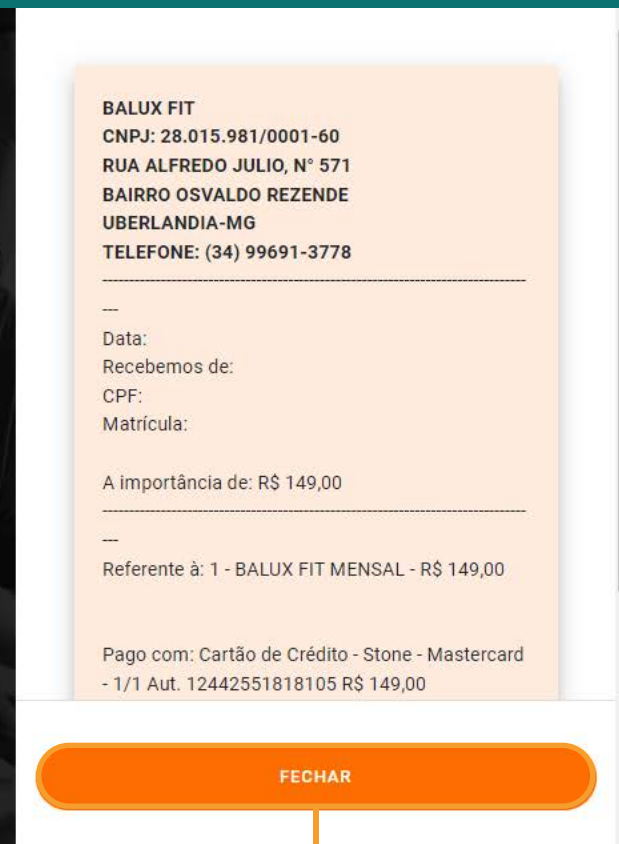 BALUX FIT
CNPJ: 28.015.981/0001-60
RUA ALFREDO JULIO, N° 571
BAIRRO OSVALDO REZENDE
UBERLANDIA-MG
TELEFONE: (34) 99691-3778
--------------------------------------------------------------------------------
---
Data:
Recebemos de:
CPF:
Matrícula:
A importância de: R$ 149,00
--------------------------------------------------------------------------------
---
Referente à: 1 - BALUX FIT MENSAL - R$ 149,00
Pago com: Cartão de Crédito - Stone - Mastercard
- 1/1 Aut. 12442551818105 R$ 149,00
FECHAR